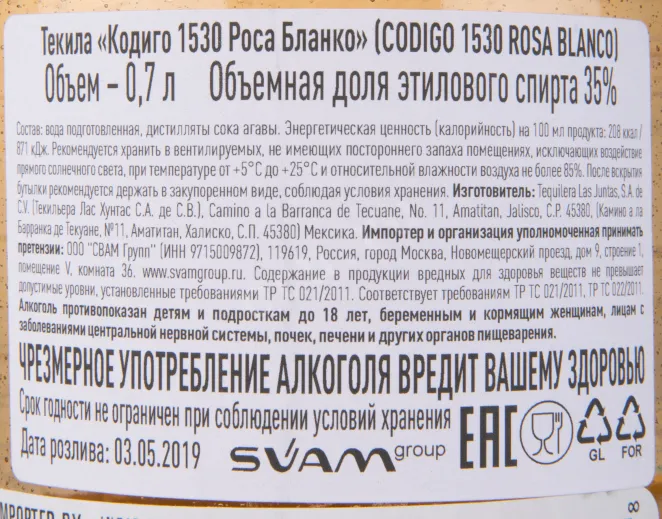 Текила «Кодиго 1530 Роса Бланко» (CODIGO 1530 ROSA BLANCO)
Объем – 0,7 л Объемная доля этилового спирта 35%
Состав: вода подготовленная, дистилляты сока агавы. Энергетическая ценность (калорийность) на 100 мл продукта: 208 ккал /
871 кДж. Рекомендуется хранить в вентилируемых, не имеющих постороннего запаха помещениях, исключающих воздействие
прямого солнечного света, при температуре от +5°С до +25°С и относительной влажности воздуха не более 85%. После вскрытия
бутылки рекомендуется держать в закупоренном виде, соблюдая условия хранения. Изготовитель: Tequilera Las Juntas, S.A. de
C.V. (Текильера Лас Хунтас С.А. де С.В.), Camino a la Barranca de Tecuane, No. 11, Amatitan, Jalisco, C.P. 45380, (Камино а ла
Барранка де Текуане, №11, Аматитан, Халиско, С.П. 45380) Мексика. Импортер и организация уполномоченная принимать
претензии: ООО "СВАМ Групп" (ИНН 9715009872), 119619, Россия, город Москва, Новомещерский проезд, дом 9, строение 1,
помещение V, комната 36. www.svamgroup.ru. Содержание в продукции вредных для здоровья веществ не превышает
допустимые уровни, установленные требованиями ТР ТС 021/2011. Соответствует требованиям ТР ТС 021/2011, ТР ТС 022/2011.
Алкоголь противопоказан детям и подросткам до 18 лет, беременным и кормящим женщинам, лицам с
заболеваниями центральной нервной системы, почек, печени и других органов пищеварения.
ЧРЕЗМЕРНОЕ УПОТРЕБЛЕНИЕ АЛКОГОЛЯ ВРЕДИТ ВАШЕМУ ЗДОРОВЬЮ
Срок годности не ограничен при соблюдении условий хранения
Дата розлива: 03.05.2019 SVAM group EAC GL FOR